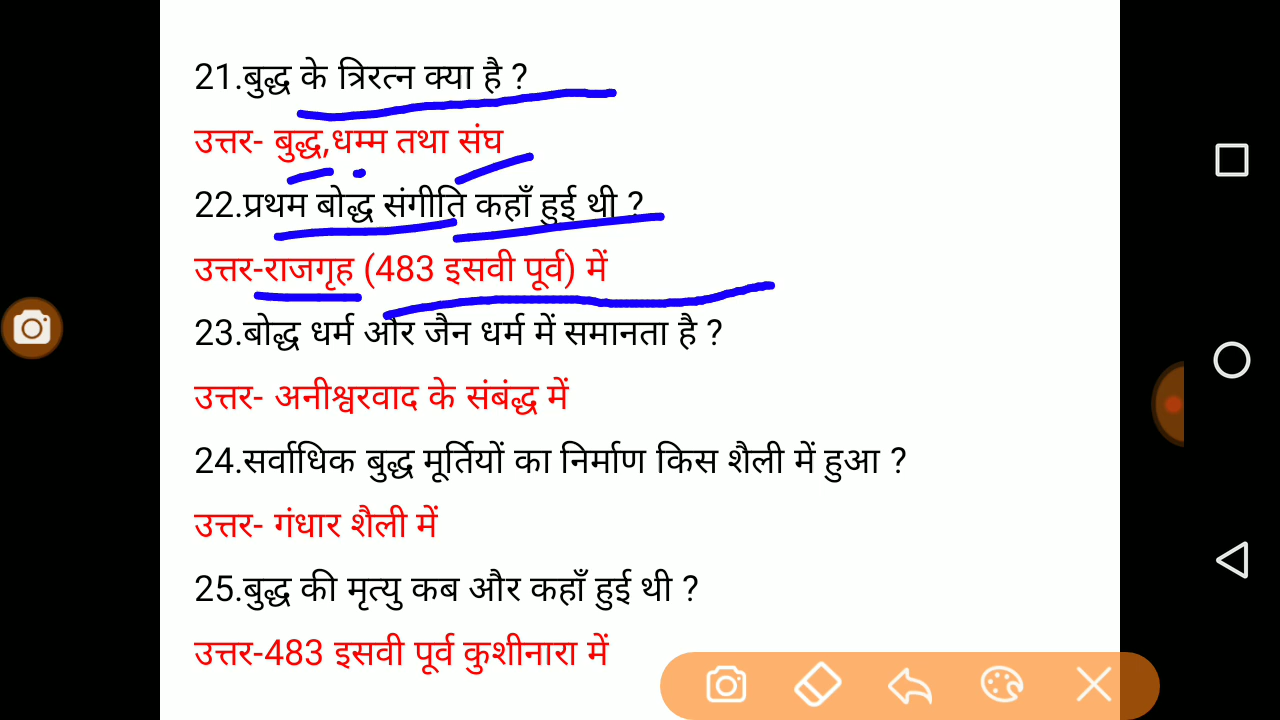 21.बुद्ध के त्रिरत्न क्या है ?
उत्तर- बुद्ध,धम्म तथा संघ
22.प्रथम बोद्ध संगीति कहाँ हुई थी ?
उत्तर-राजगृह (483 इसवी पूर्व) में
23.बोद्ध धर्म और जैन धर्म में समानता है ?
उत्तर- अनीश्वरवाद के संबंद्ध में
24.सर्वाधिक बुद्ध मूर्तियों का निर्माण किस शैली में हुआ ?
उत्तर- गंधार शैली में
25.बुद्ध की मृत्यु कब और कहाँ हुई थी ?
उत्तर-483 इसवी पूर्व कुशीनारा में